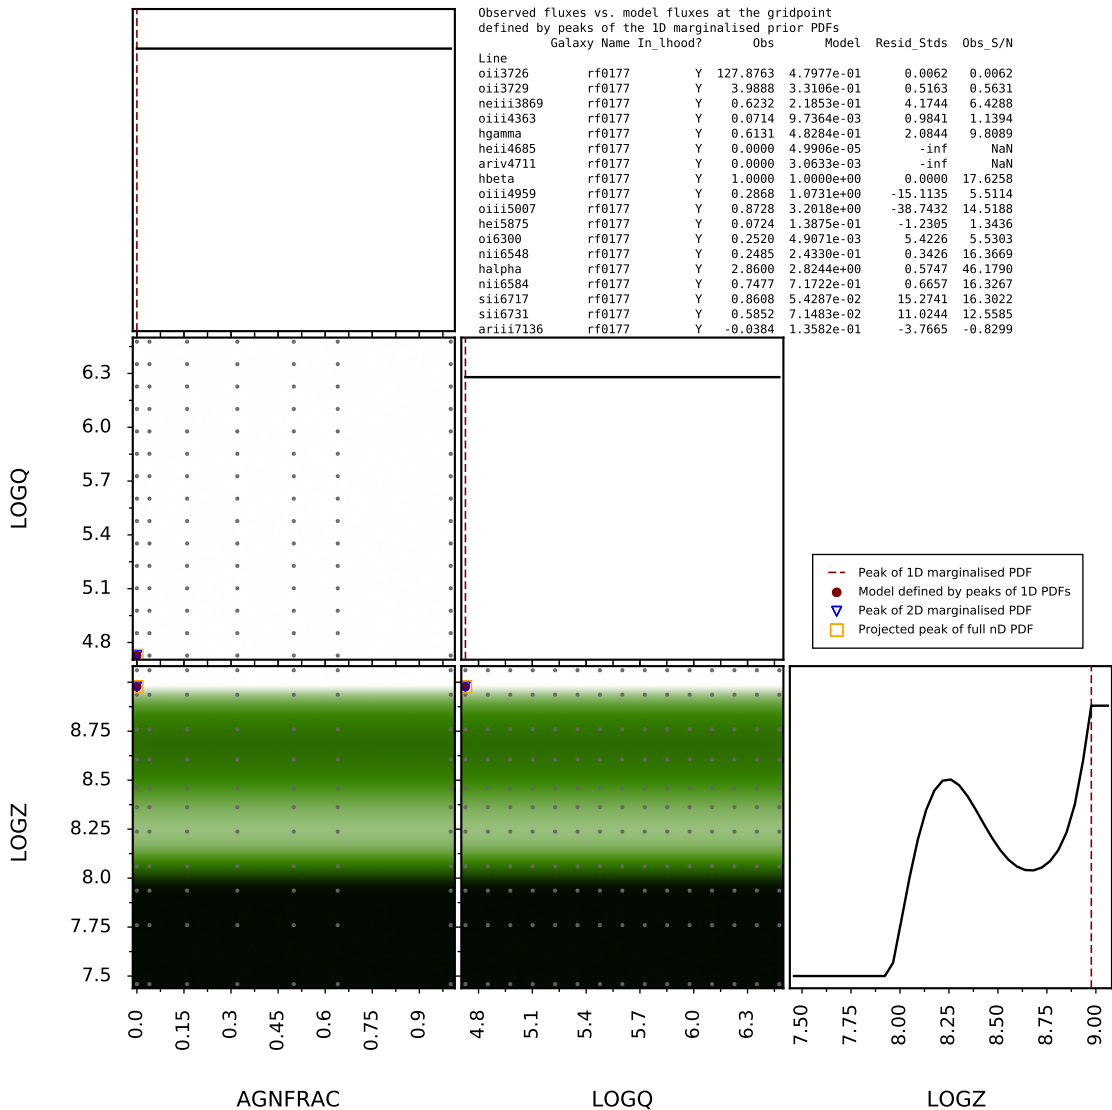 Observed fluxes vs. model fluxes at the gridpoint
defined by peaks of the 1D marginalised prior PDFs
Galaxy Name In_lhood? Obs Model Resid_Stds Obs_S/N
Line
oii3726 rf0177 Y 127.8763 4.7977e-01 0.0062 0.0062
oii3729 rf0177 Y 3.9888 3.3106e-01 0.5163 0.5631
neiii3869 rf0177 Y 0.6232 2.1853e-01 4.1744 6.4288
oiii4363 rf0177 Y 0.0714 9.7364e-03 0.9841 1.1394
hgamma rf0177 Y 0.6131 4.8284e-01 2.0844 9.8089
heii4685 rf0177 Y 0.0000 4.9906e-05 -inf NaN
ariv4711 rf0177 Y 0.0000 3.0633e-03 -inf NaN
hbeta rf0177 Y 1.0000 1.0000e+00 0.0000 17.6258
oiii4959 rf0177 Y 0.2868 1.0731e+00 -15.1135 5.5114
oiii5007 rf0177 Y 0.8728 3.2018e+00 -38.7432 14.5188
hei5875 rf0177 Y 0.0724 1.3875e-01 -1.2305 1.3436
oi6300 rf0177 Y 0.2520 4.9071e-03 5.4226 5.5303
nii6548 rf0177 Y 0.2485 2.4330e-01 0.3426 16.3669
halpha rf0177 Y 2.8600 2.8244e+00 0.5747 46.1790
nii6584 rf0177 Y 0.7477 7.1722e-01 0.6657 16.3267
sii6717 rf0177 Y 0.8608 5.4287e-02 15.2741 16.3022
sii6731 rf0177 Y 0.5852 7.1483e-02 11.0244 12.5585
ariii7136 rf0177 Y -0.0384 1.3582e-01 -3.7665 -0.8299
LOGQ
6.3
6.0
5.7
5.4
5.1
4.8
Peak of 1D marginalised PDF
Model defined by peaks of 1D PDFs
Peak of 2D marginalised PDF
Projected peak of full nD PDF
LOGZ
8.75
8.5
8.25
8.0
7.75
7.5
0.0 0.15 0.3 0.45 0.6 0.75 0.9
4.8 5.1 5.4 5.7 6.0 6.3
7.50 7.75 8.00 8.25 8.50 8.75 9.00
AGNFRAC LOGQ LOGZ